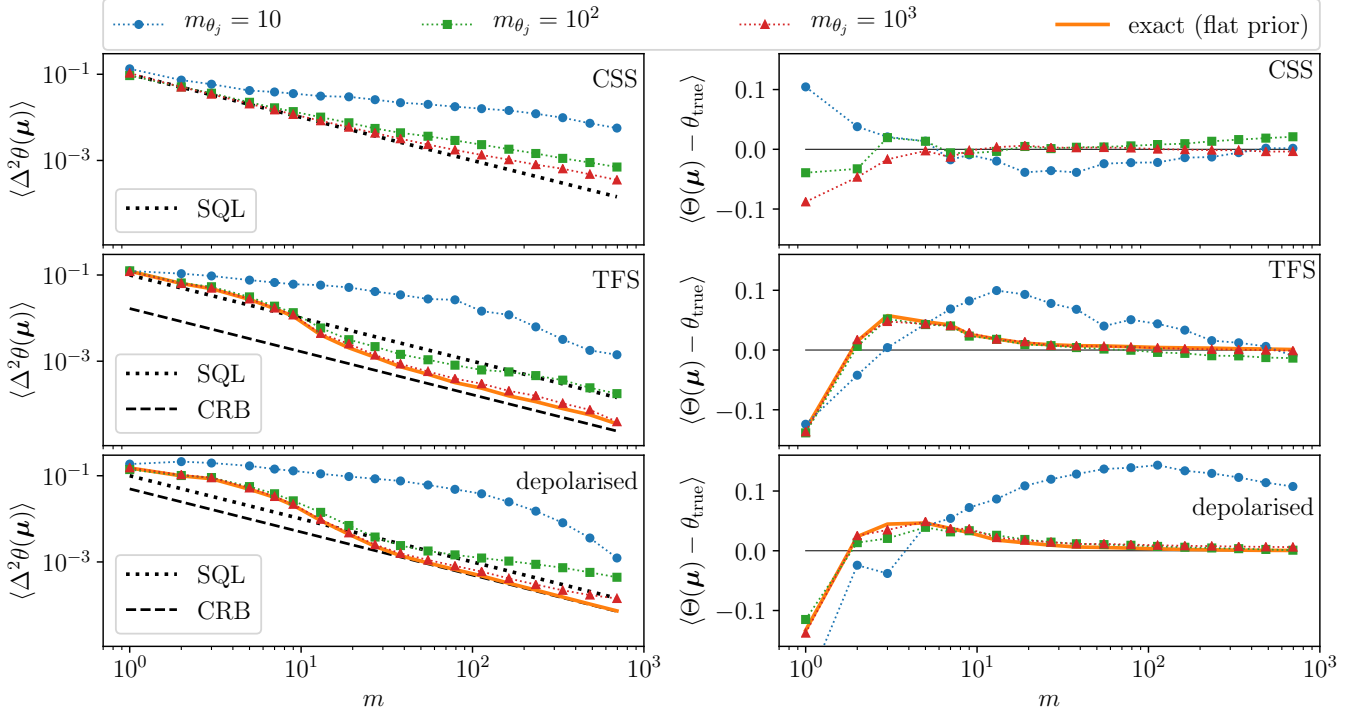 m_{θ_j} = 10   m_{θ_j} = 10^2   m_{θ_j} = 10^3   exact (flat prior)
⟨Δ^2θ(μ)⟩
10^{-1}
10^{-3}
CSS
SQL
⟨Θ(μ) − θ_true⟩
0.1
0.0
−0.1
CSS
⟨Δ^2θ(μ)⟩
10^{-1}
10^{-3}
TFS
SQL
CRB
⟨Θ(μ) − θ_true⟩
0.1
0.0
−0.1
TFS
⟨Δ^2θ(μ)⟩
10^{-1}
10^{-3}
depolarised
SQL
CRB
10^0   10^1   10^2   10^3
m
⟨Θ(μ) − θ_true⟩
0.1
0.0
−0.1
depolarised
10^0   10^1   10^2   10^3
m